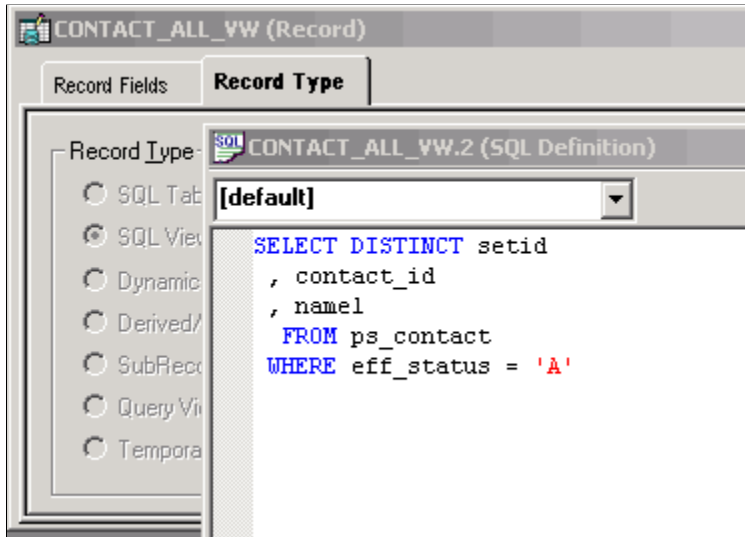 CONTACT_ALL_VW (Record)
Record Fields Record Type
Record Type
SQL CONTACT_ALL_VW.2 (SQL Definition)
SQL Tab
[default]
SQL View
SELECT DISTINCT setid
, contact_id
Dynamic
, name1
Derived/
FROM ps_contact
SubReco
WHERE eff_status = 'A'
Query Vi
Tempora